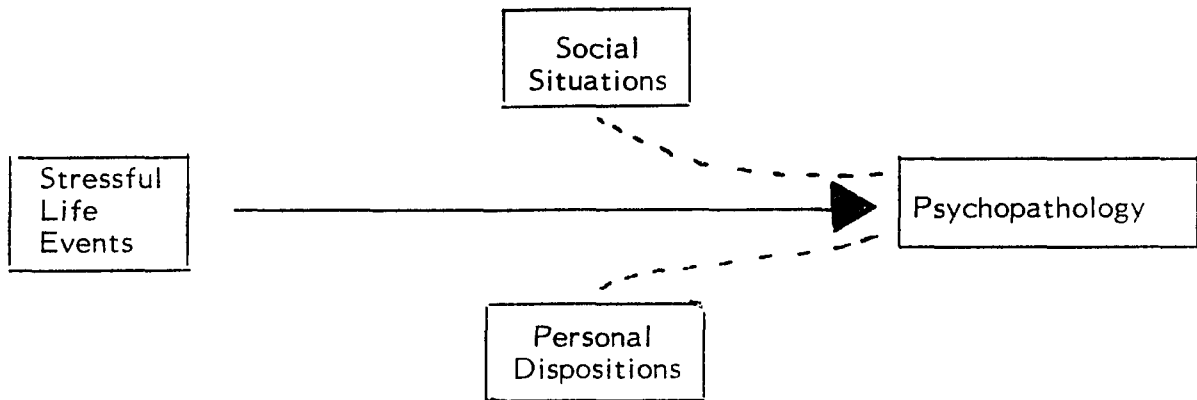 Social
Situations
Stressful
Life
Events
Psychopathology
Personal
Dispositions